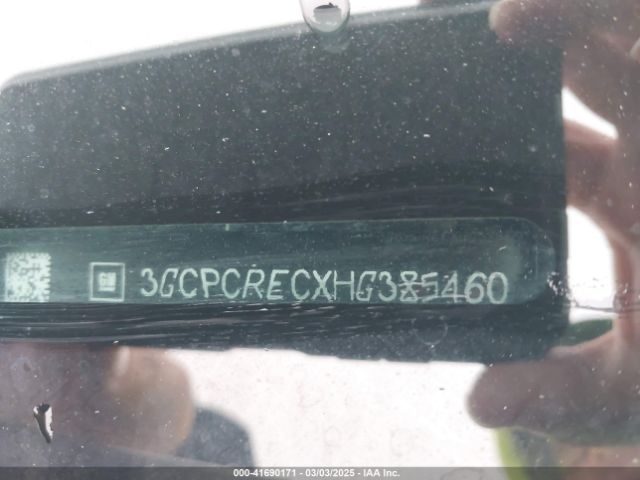 GM
3GCPCRECXHG385460
000-41690171 - 03/03/2025 - IAA Inc.